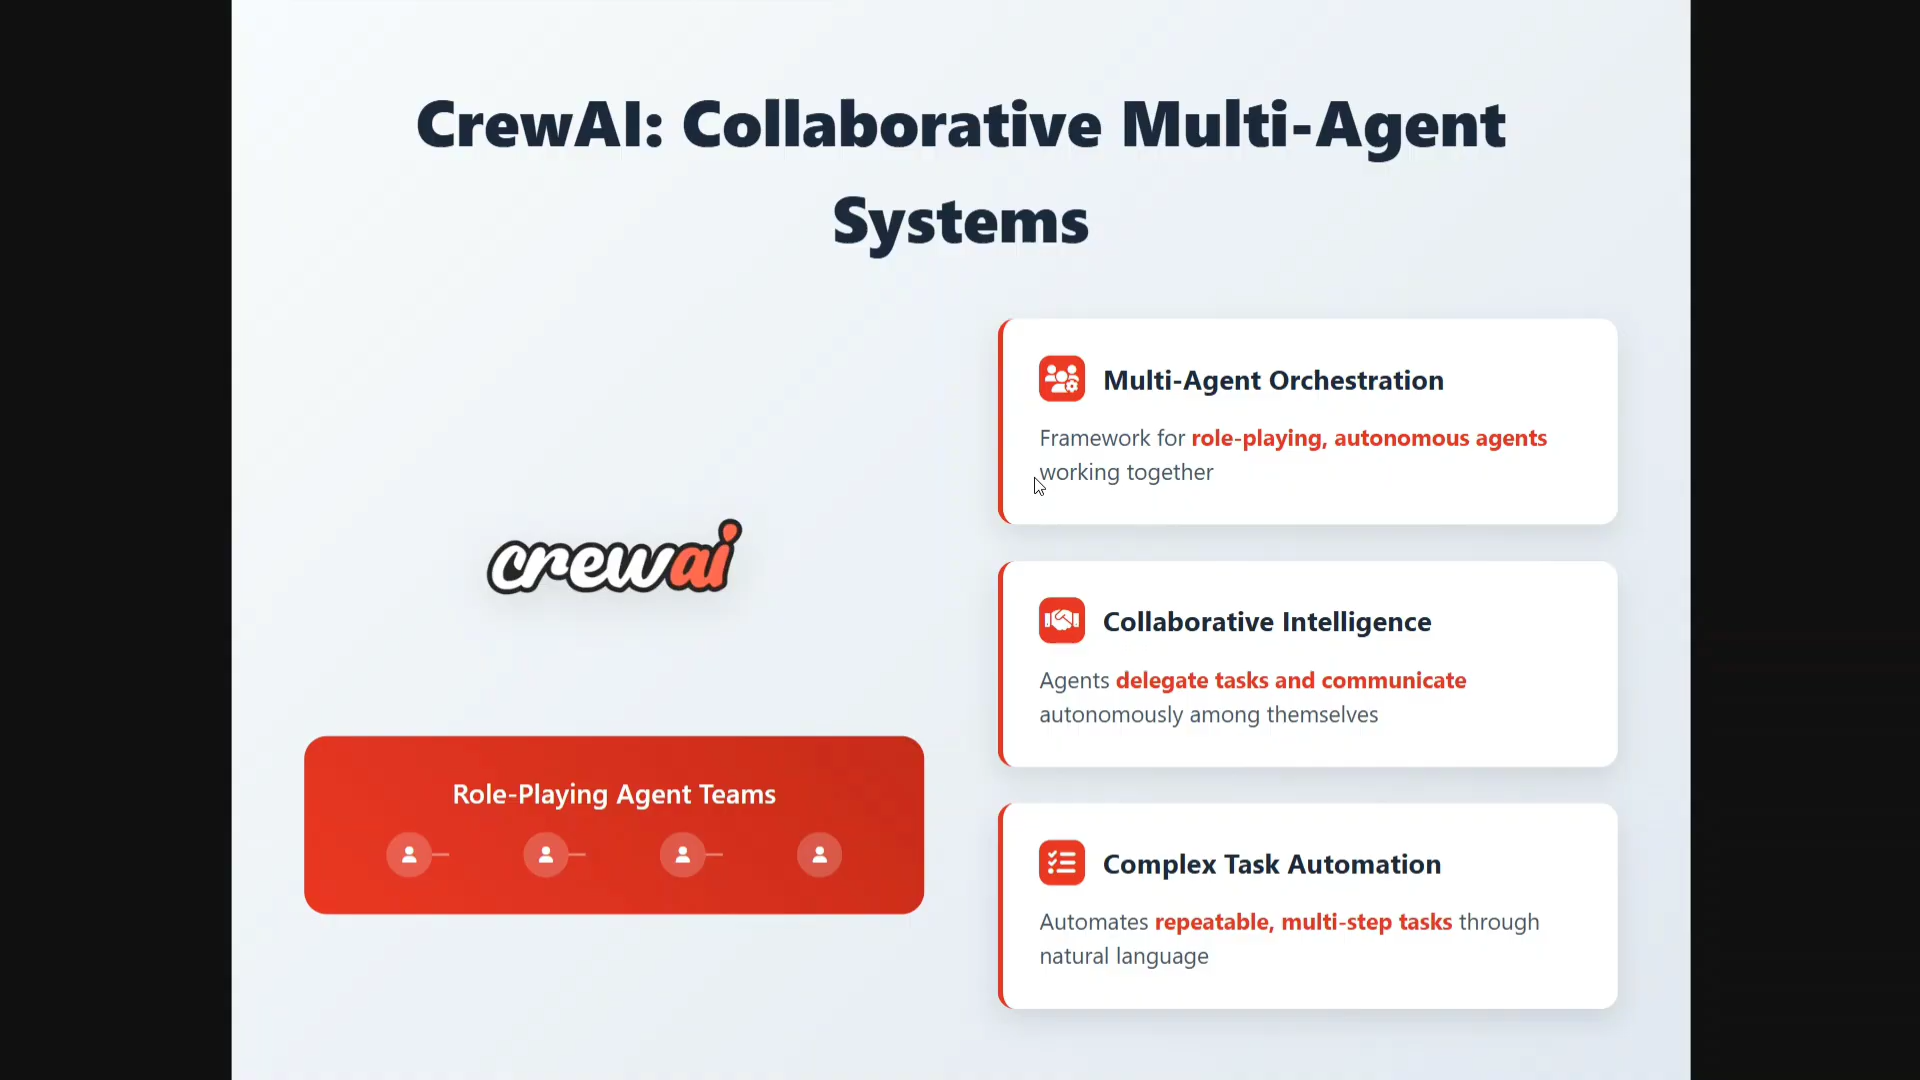 CrewAI: Collaborative Multi-Agent
Systems
crewai
Role-Playing Agent Teams
Multi-Agent Orchestration
Framework for role-playing, autonomous agents
working together
Collaborative Intelligence
Agents delegate tasks and communicate
autonomously among themselves
Complex Task Automation
Automates repeatable, multi-step tasks through
natural language